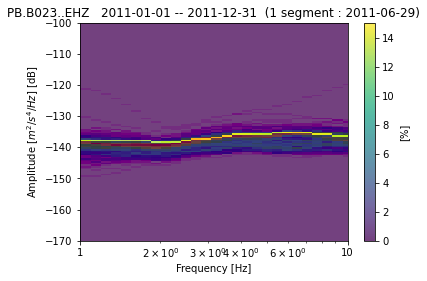 PB.B023..EHZ   2011-01-01 -- 2011-12-31  (1 segment : 2011-06-29)
−100
−110
−120
−130
−140
−150
−160
−170
Amplitude [m²/s⁴/Hz] [dB]
1
2 × 10⁰
3 × 10⁰
4 × 10⁰
6 × 10⁰
10
Frequency [Hz]
14
12
10
8
6
4
2
0
[%]